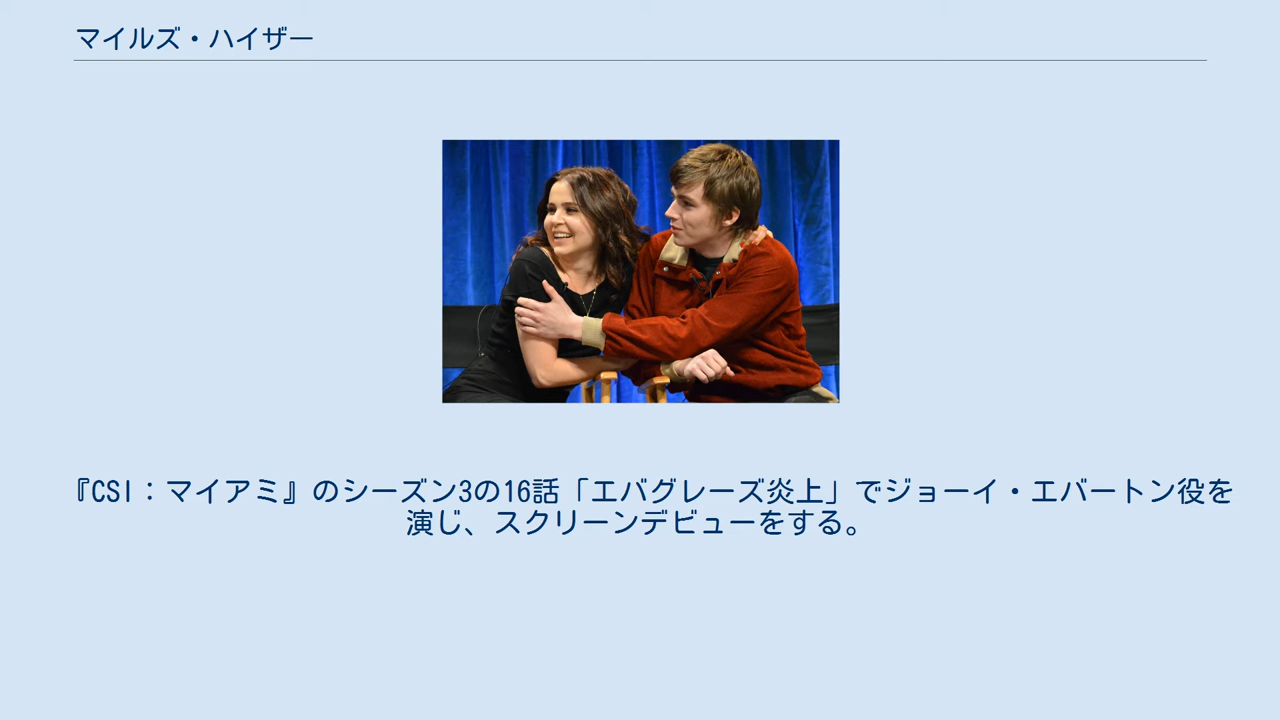 マイルズ・ハイザー
『CSI：マイアミ』のシーズン3の16話「エバグレーズ炎上」でジョーイ・エバートン役を
演じ、スクリーンデビューをする。